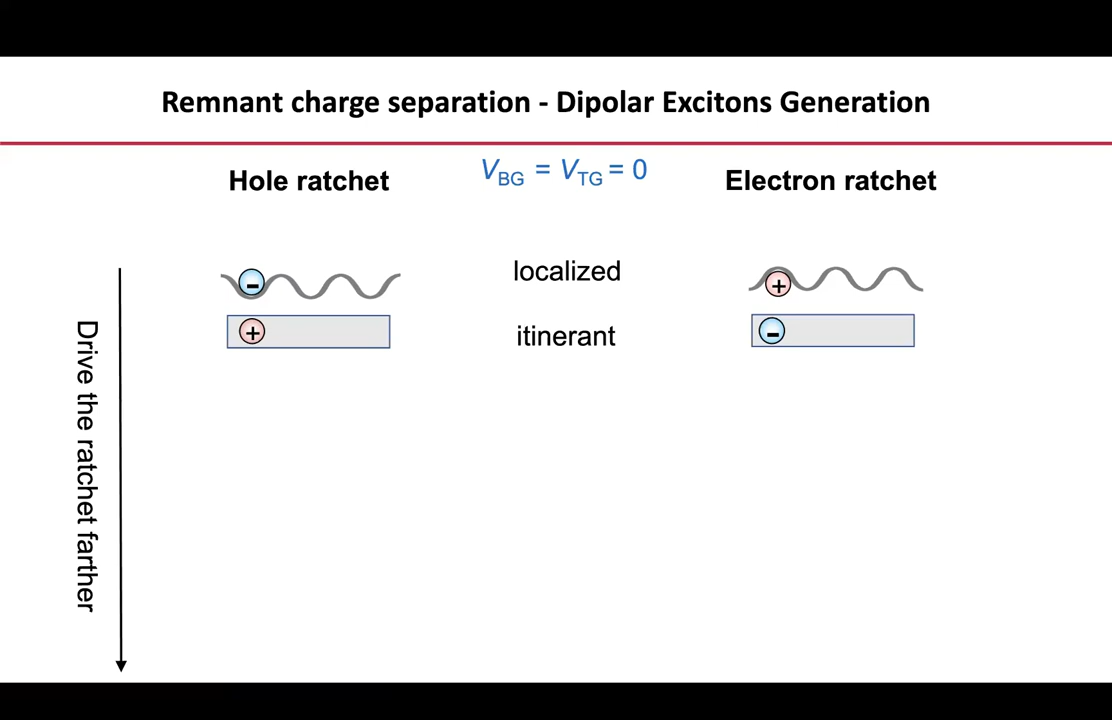 Remnant charge separation - Dipolar Excitons Generation
Hole ratchet
V_BG = V_TG = 0
Electron ratchet
-
localized
+
+
itinerant
-
Drive the ratchet farther